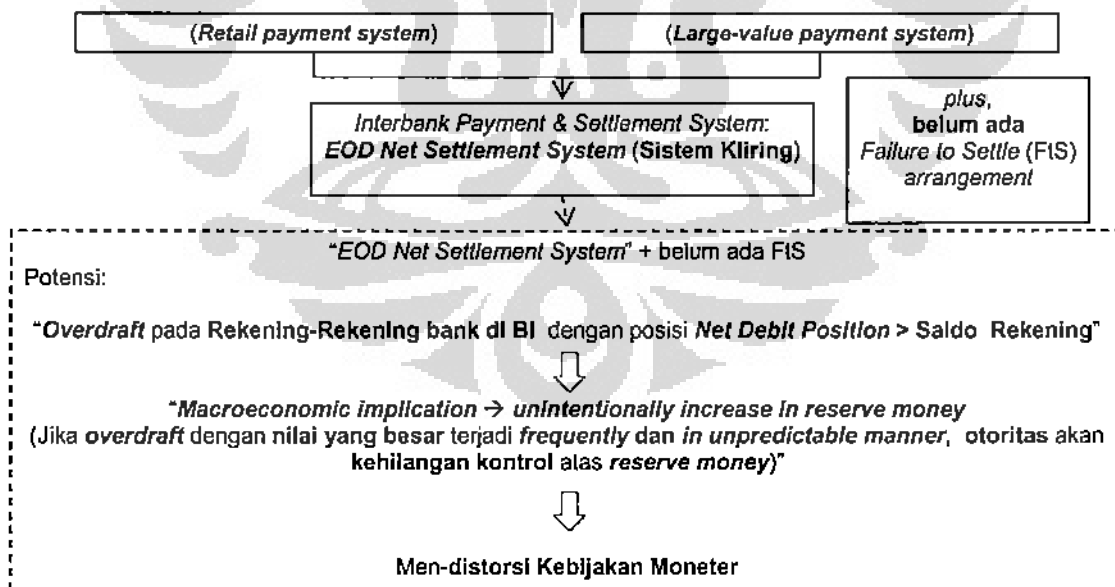 (Retail payment system)
(Large-value payment system)
Interbank Payment & Settlement System:
EOD Net Settlement System (Sistem Kliring)
plus,
belum ada
Failure to Settle (FtS)
arrangement
"EOD Net Settlement System" + belum ada FtS
Potensi:
"Overdraft pada Rekening-Rekening bank di BI dengan posisi Net Debit Position > Saldo Rekening"
"Macroeconomic implication → unintentionally increase in reserve money
(Jika overdraft dengan nilai yang besar terjadi frequently dan in unpredictable manner, otoritas akan
kehilangan kontrol atas reserve money)"
Men-distorsi Kebijakan Moneter